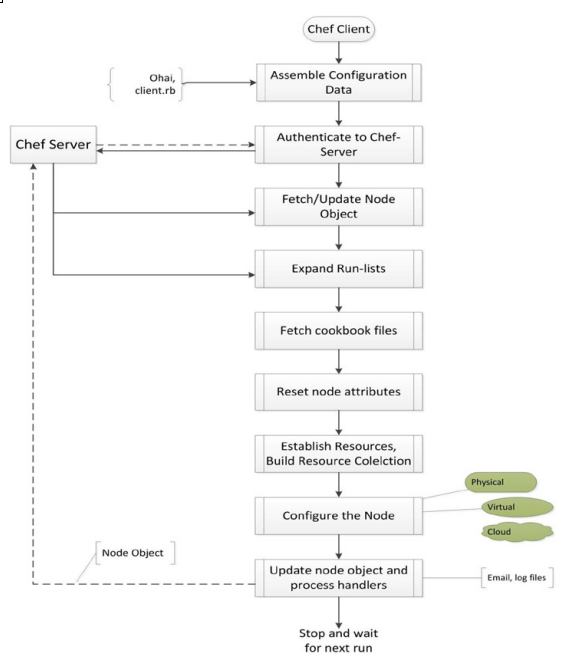 Chef Client
Ohai,
client.rb
Assemble Configuration
Data
Chef Server
Authenticate to Chef-
Server
Fetch/Update Node
Object
Expand Run-lists
Fetch cookbook files
Reset node attributes
Establish Resources,
Build Resource Colelction
Physical
Virtual
Configure the Node
Cloud
Node Object
Update node object and
process handlers
Email, log files
Stop and wait
for next run